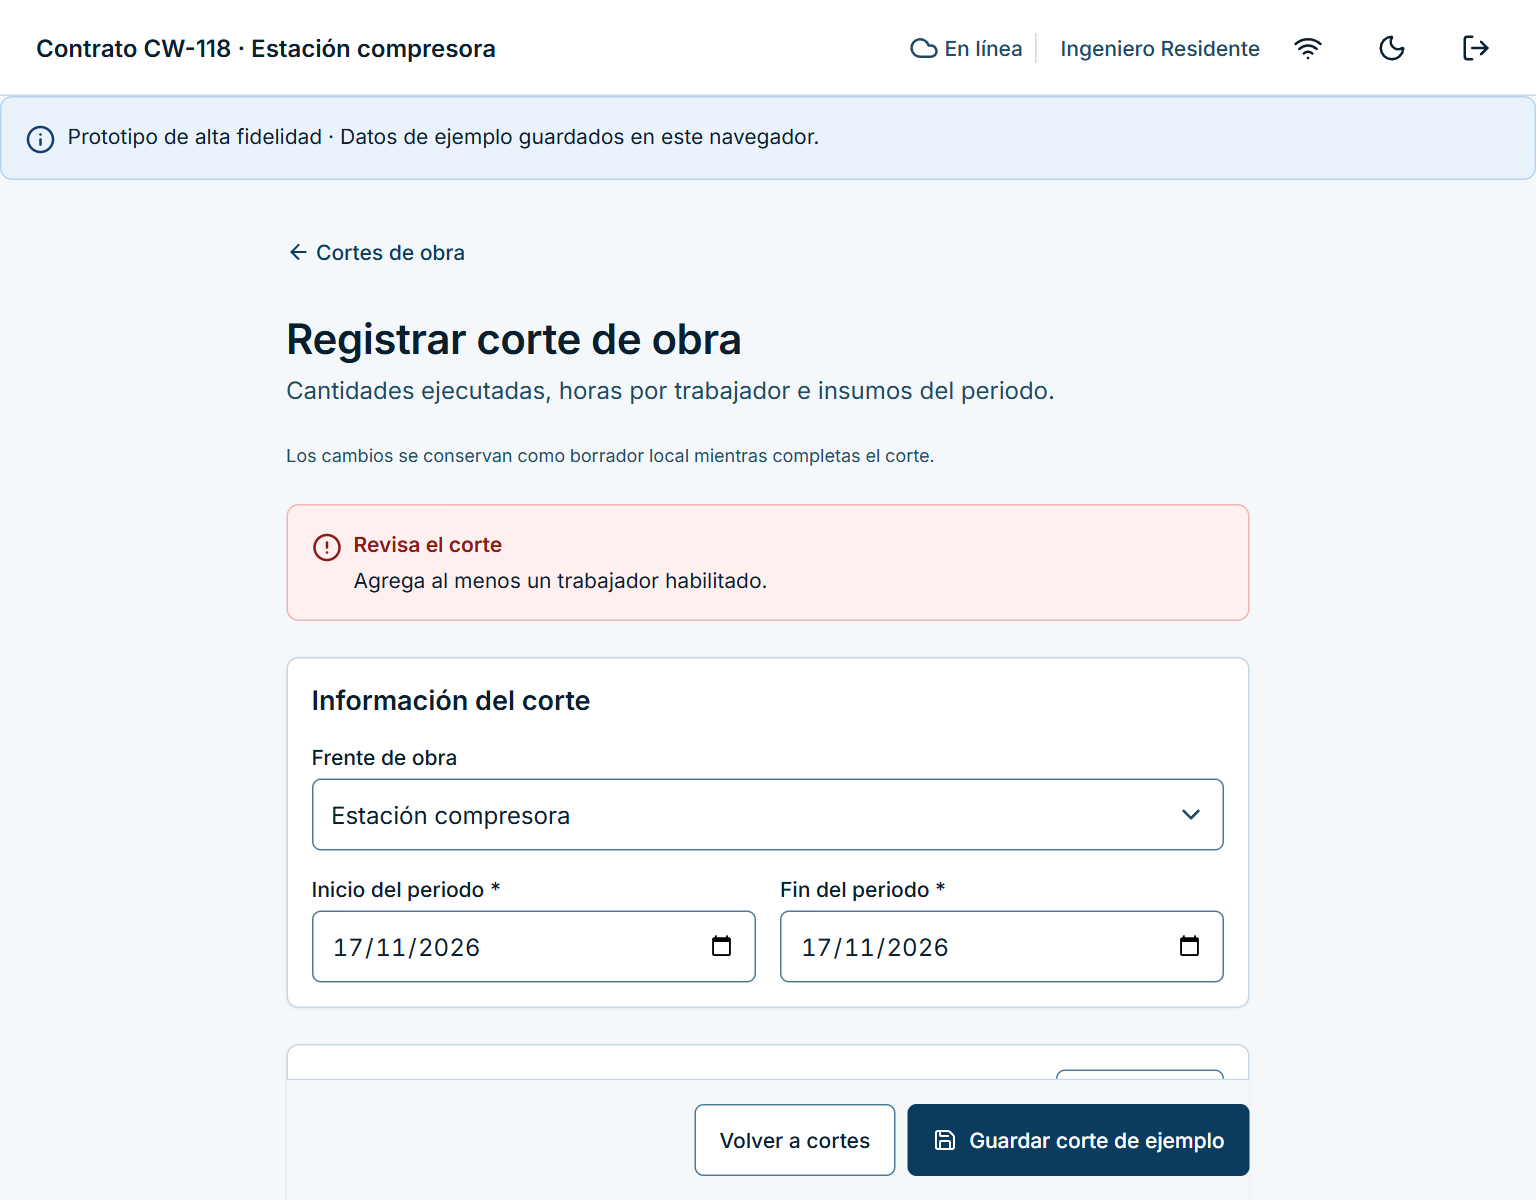 Contrato CW-118 · Estación compresora
En línea
Ingeniero Residente
Prototipo de alta fidelidad · Datos de ejemplo guardados en este navegador.
Cortes de obra
Registrar corte de obra
Cantidades ejecutadas, horas por trabajador e insumos del periodo.
Los cambios se conservan como borrador local mientras completas el corte.
Revisa el corte
Agrega al menos un trabajador habilitado.
Información del corte
Frente de obra
Estación compresora
Inicio del periodo *
Fin del periodo *
17/11/2026
17/11/2026
Volver a cortes
Guardar corte de ejemplo